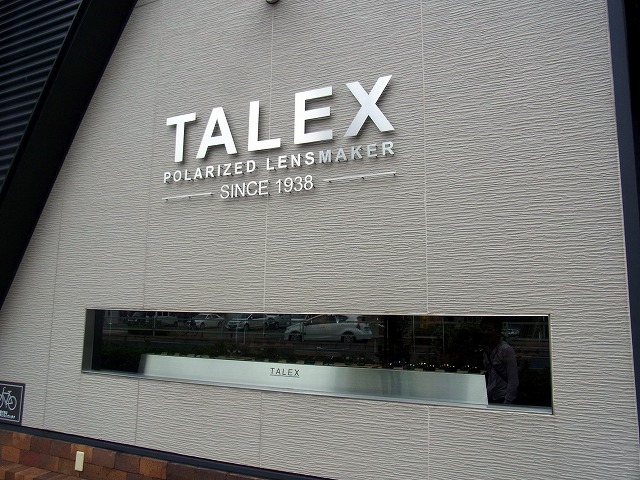 TALEX
POLARIZED LENSMAKER
SINCE 1938
TALEX